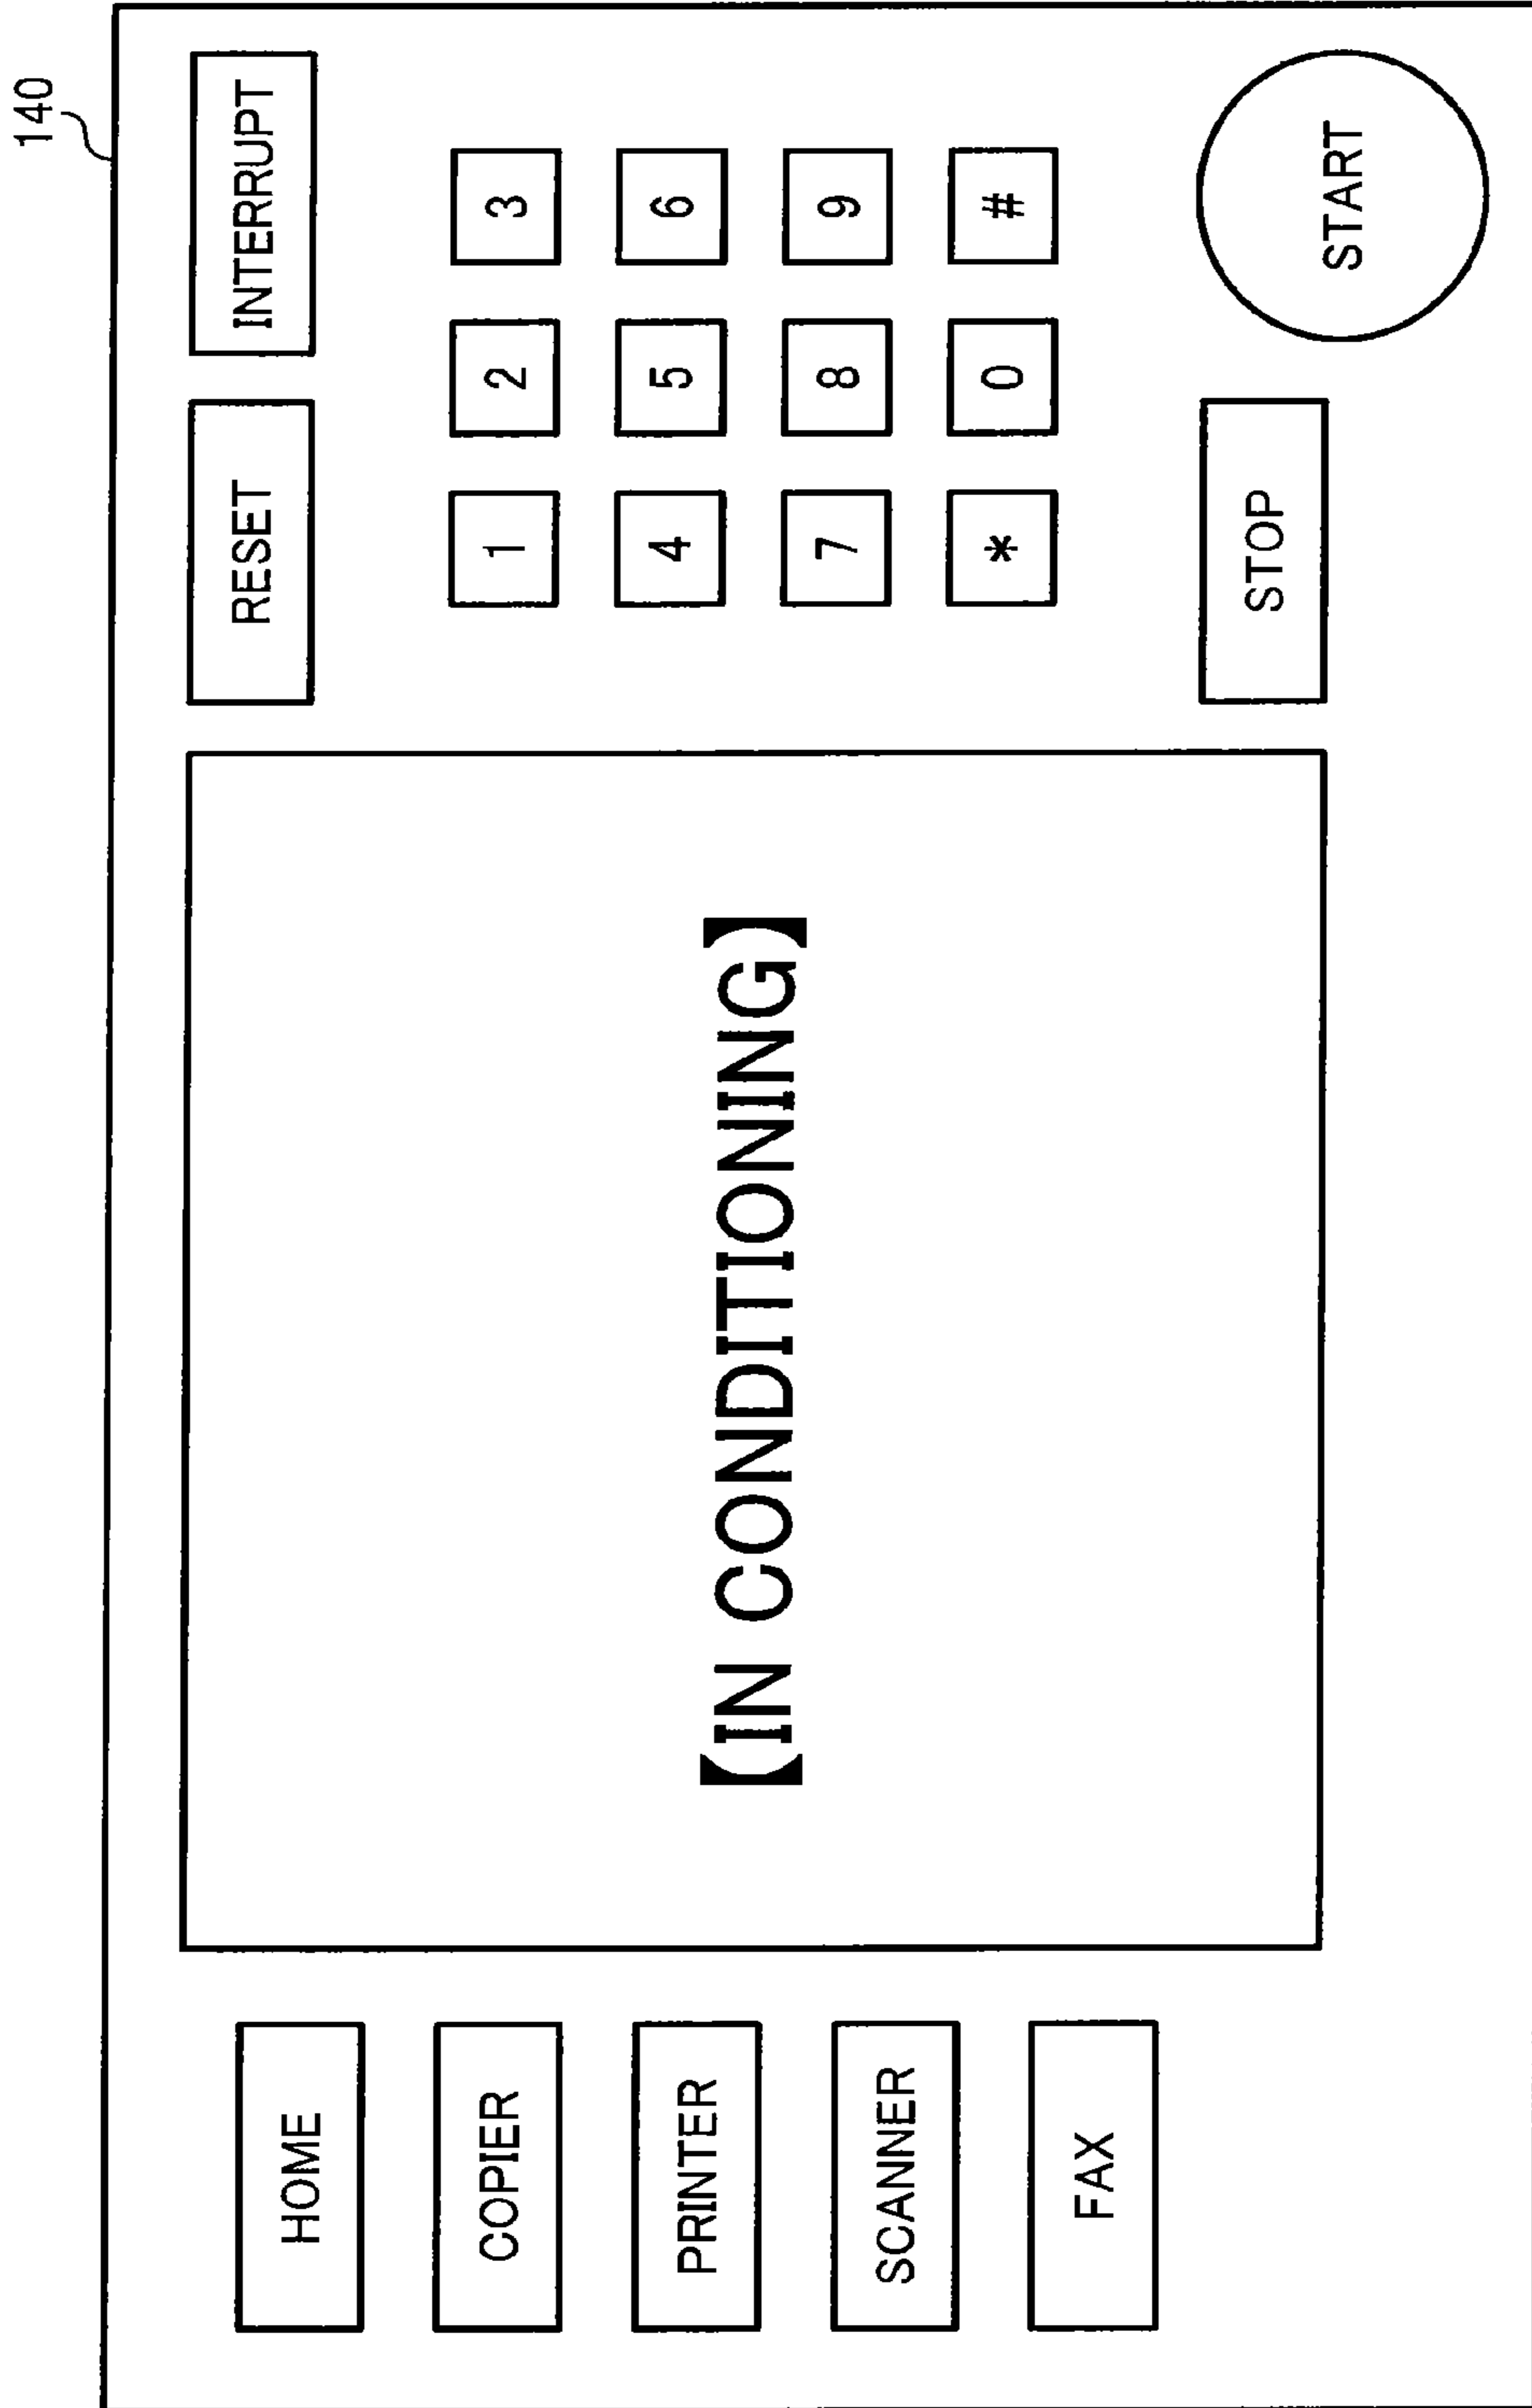 140
HOME
COPIER
PRINTER
SCANNER
FAX
【IN CONDITIONING】
RESET
INTERRUPT
1 2 3
4 5 6
7 8 9
* 0 #
STOP
START